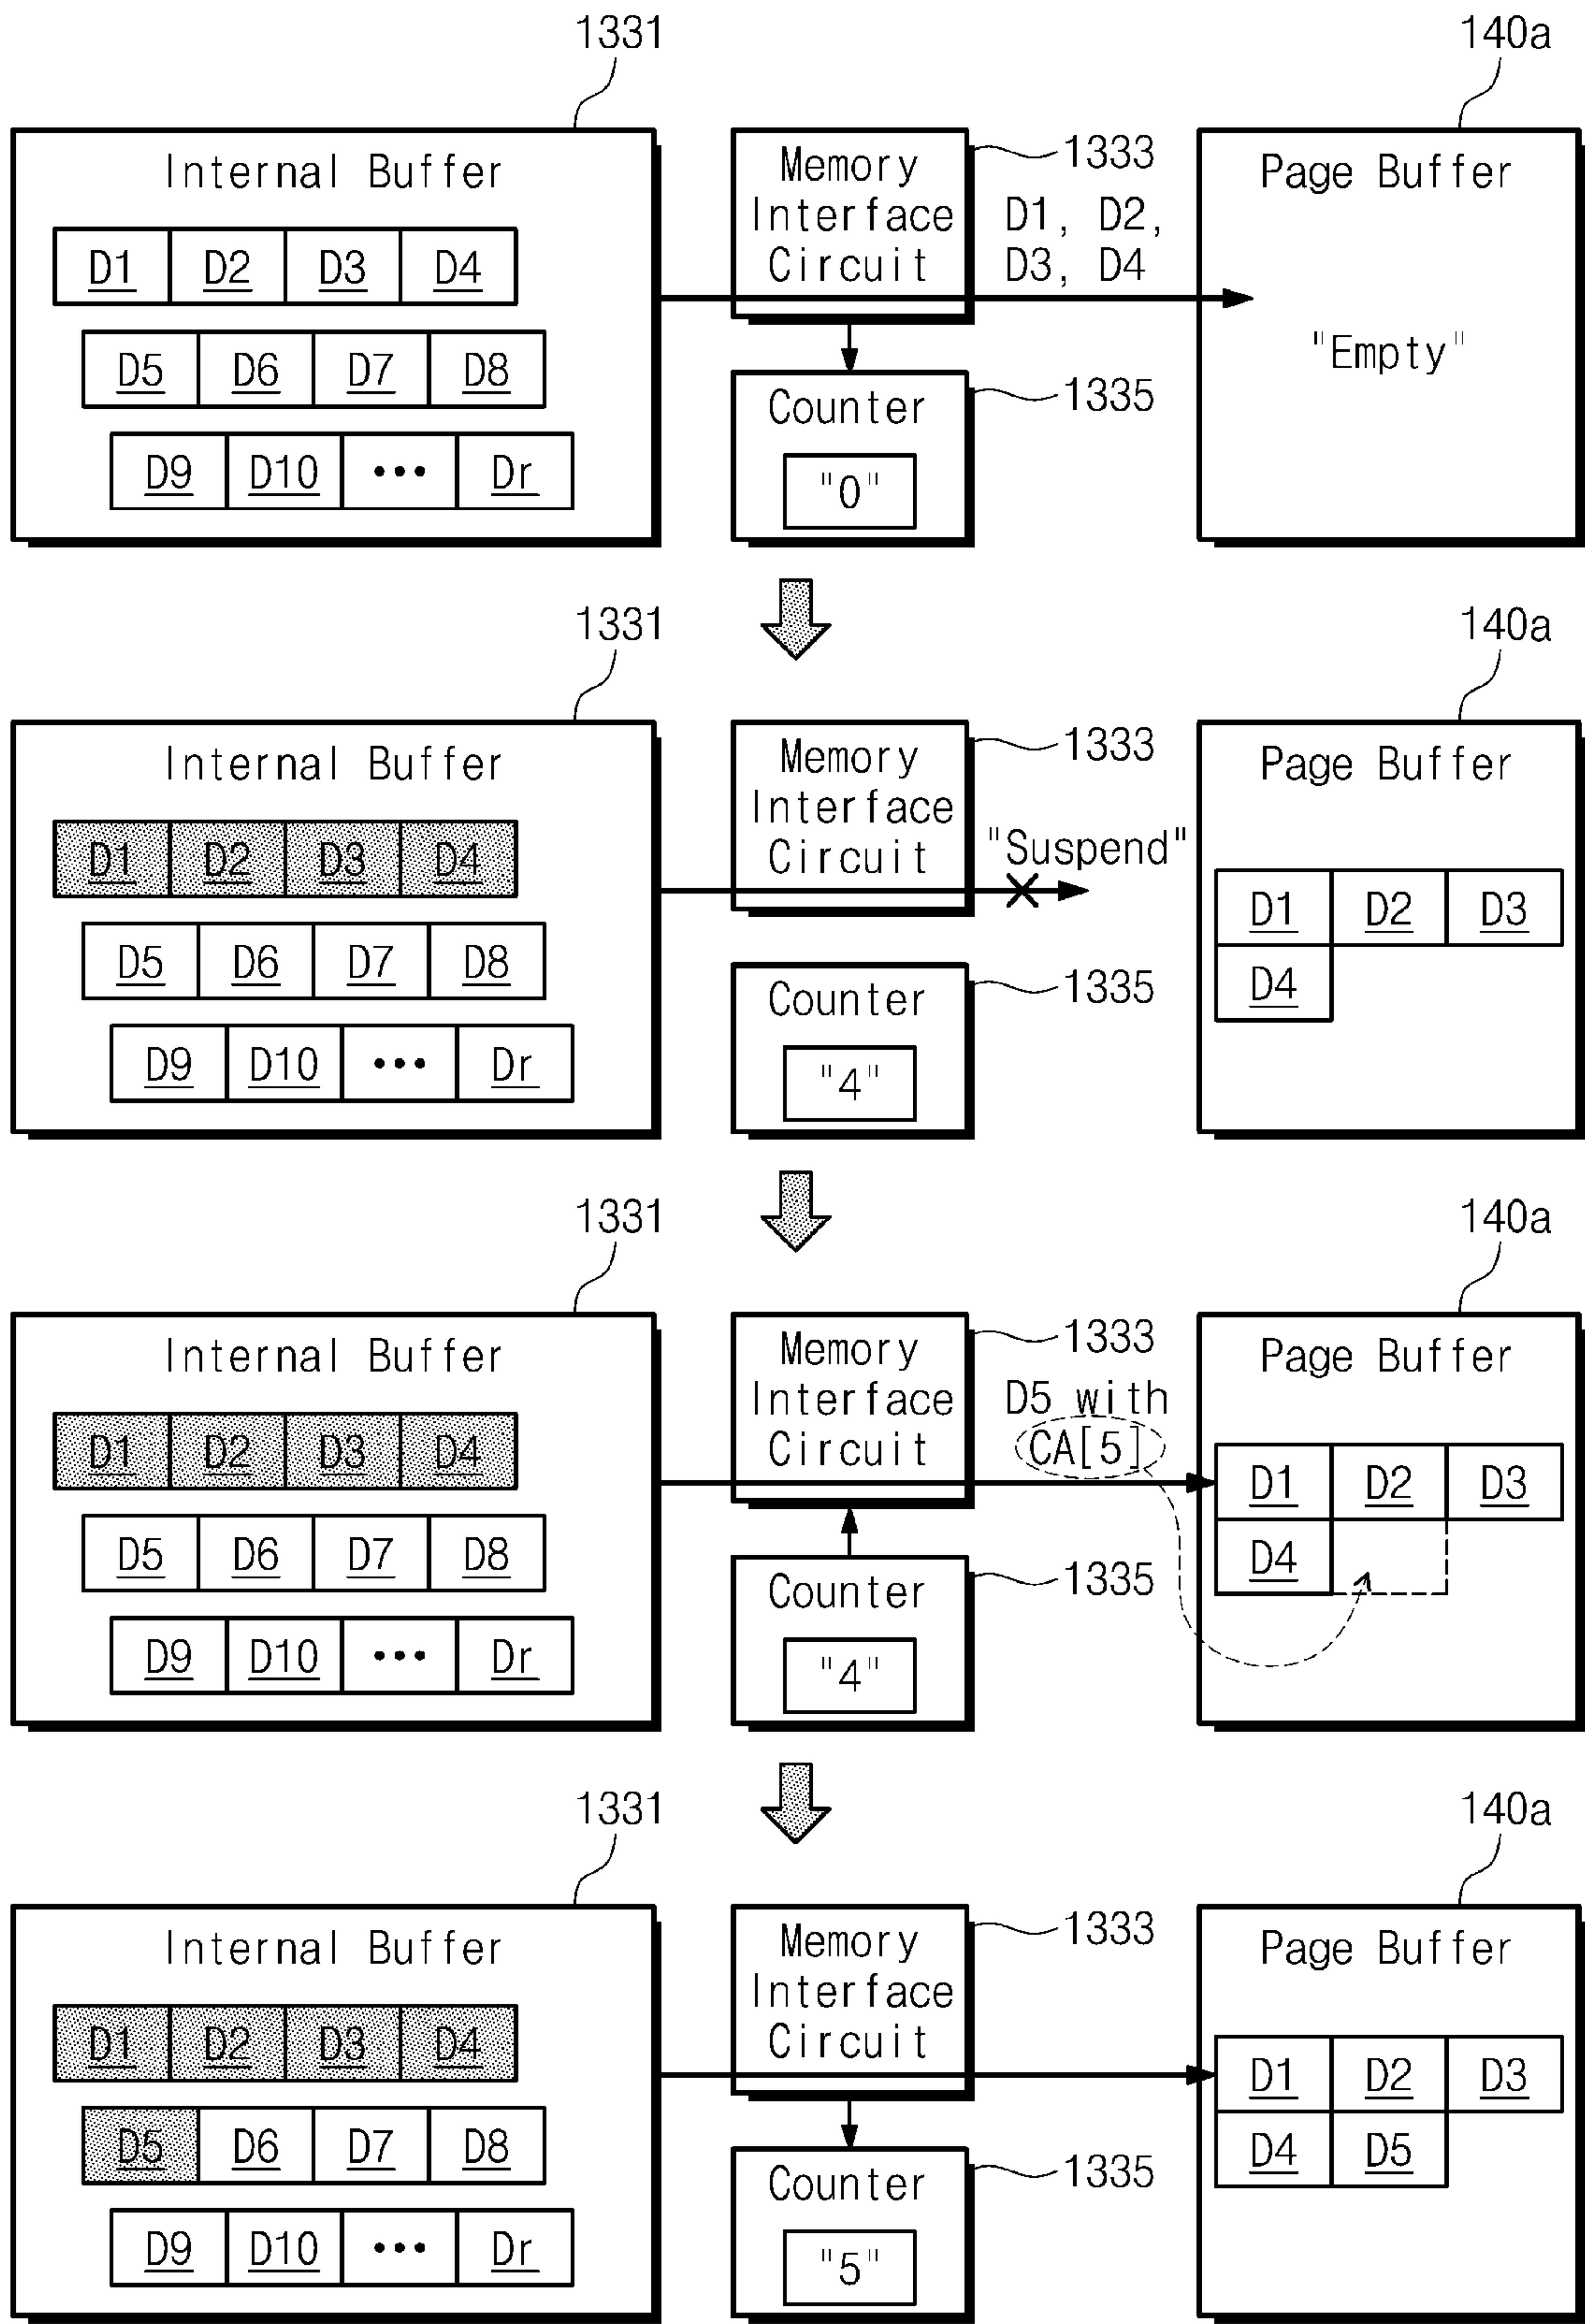 1331
140a
Internal Buffer
Memory
Interface
Circuit
1333
D1, D2,
D3, D4
Page Buffer
D1 D2 D3 D4
D5 D6 D7 D8
D9 D10 ••• Dr
Counter
"0"
1335
"Empty"
1331
140a
Internal Buffer
Memory
Interface
Circuit
1333
"Suspend"
Page Buffer
D1 D2 D3 D4
D5 D6 D7 D8
D9 D10 ••• Dr
Counter
"4"
1335
D1 D2 D3
D4
1331
140a
Internal Buffer
Memory
Interface
Circuit
1333
D5 with
CA[5]
Page Buffer
D1 D2 D3 D4
D5 D6 D7 D8
D9 D10 ••• Dr
Counter
"4"
1335
D1 D2 D3
D4
1331
140a
Internal Buffer
Memory
Interface
Circuit
1333
Page Buffer
D1 D2 D3 D4
D5 D6 D7 D8
D9 D10 ••• Dr
Counter
"5"
1335
D1 D2 D3
D4 D5